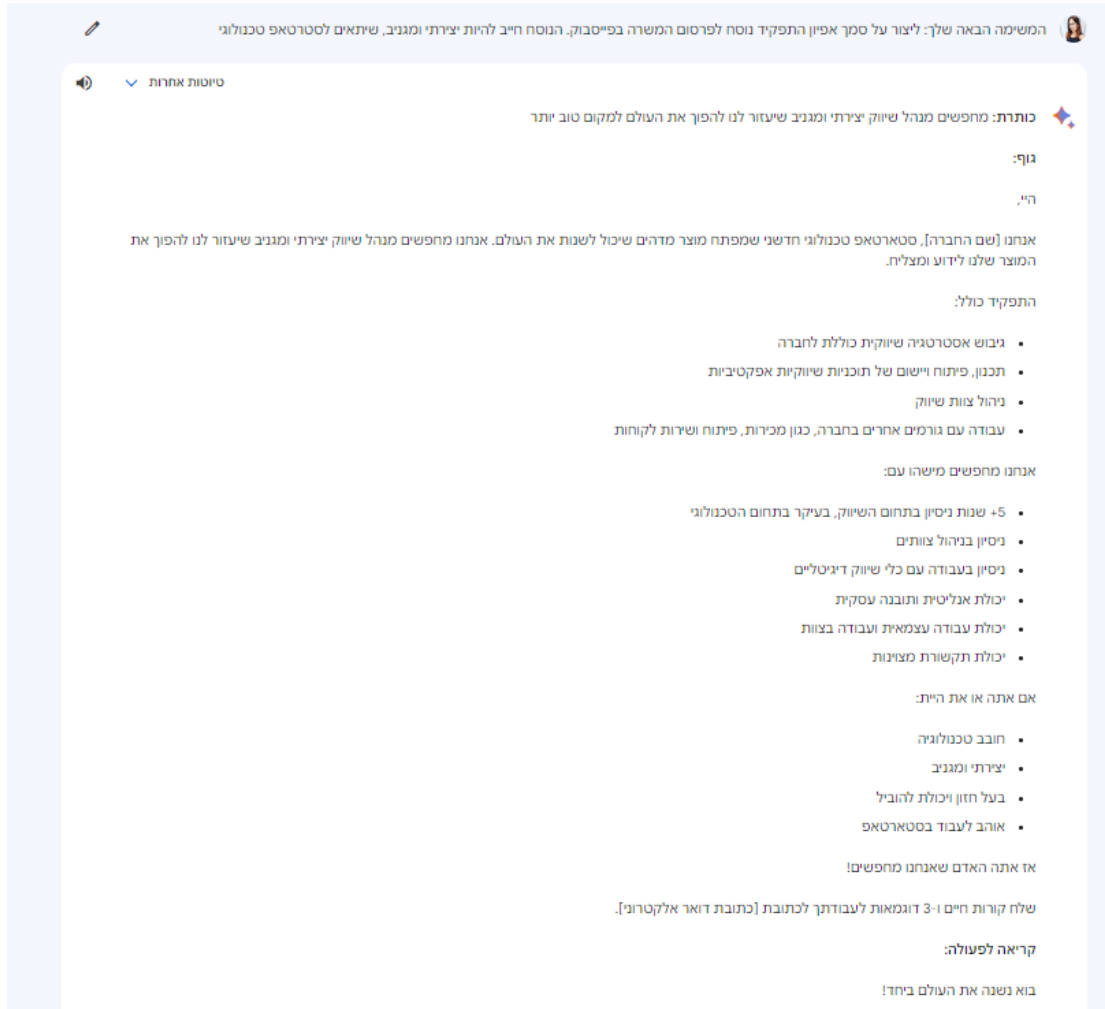 המשימה הבאה שלך: ליצור על סמך אפיון התפקיד נוסח לפרסום המשרה בפייסבוק. הנוסח חייב להיות יצירתי ומגניב, שיתאים לסטרטאפ טכנולוגי
טיוטות אחרות
כותרת: מחפשים מנהל שיווק יצירתי ומגניב שיעזור לנו להפוך את העולם למקום טוב יותר
גוף:
היי,
אנחנו [שם החברה], סטארטאפ טכנולוגי חדשני שמפתח מוצר מדהים שיכול לשנות את העולם. אנחנו מחפשים מנהל שיווק יצירתי ומגניב שיעזור לנו להפוך את
המוצר שלנו לידוע ומצליח.
התפקיד כולל:
• גיבוש אסטרטגיה שיווקית כוללת לחברה
• תכנון, פיתוח ויישום של תוכניות שיווקיות אפקטיביות
• ניהול צוות שיווק
• עבודה עם גורמים אחרים בחברה, כגון מכירות, פיתוח ושירות לקוחות
אנחנו מחפשים מישהו עם:
• 5+ שנות ניסיון בתחום השיווק, בעיקר בתחום הטכנולוגי
• ניסיון בניהול צוותים
• ניסיון בעבודה עם כלי שיווק דיגיטליים
• יכולת אנליטית ותובנה עסקית
• יכולת עבודה עצמאית ועבודה בצוות
• יכולת תקשורת מצוינות
אם אתה או את היית:
• חובב טכנולוגיה
• יצירתי ומגניב
• בעל חזון ויכולת להוביל
• אוהב לעבוד בסטארטאפ
אז אתה האדם שאנחנו מחפשים!
שלח קורות חיים ו-3 דוגמאות לעבודתך לכתובת [כתובת דואר אלקטרוני].
קריאה לפעולה:
בוא נשנה את העולם ביחד!